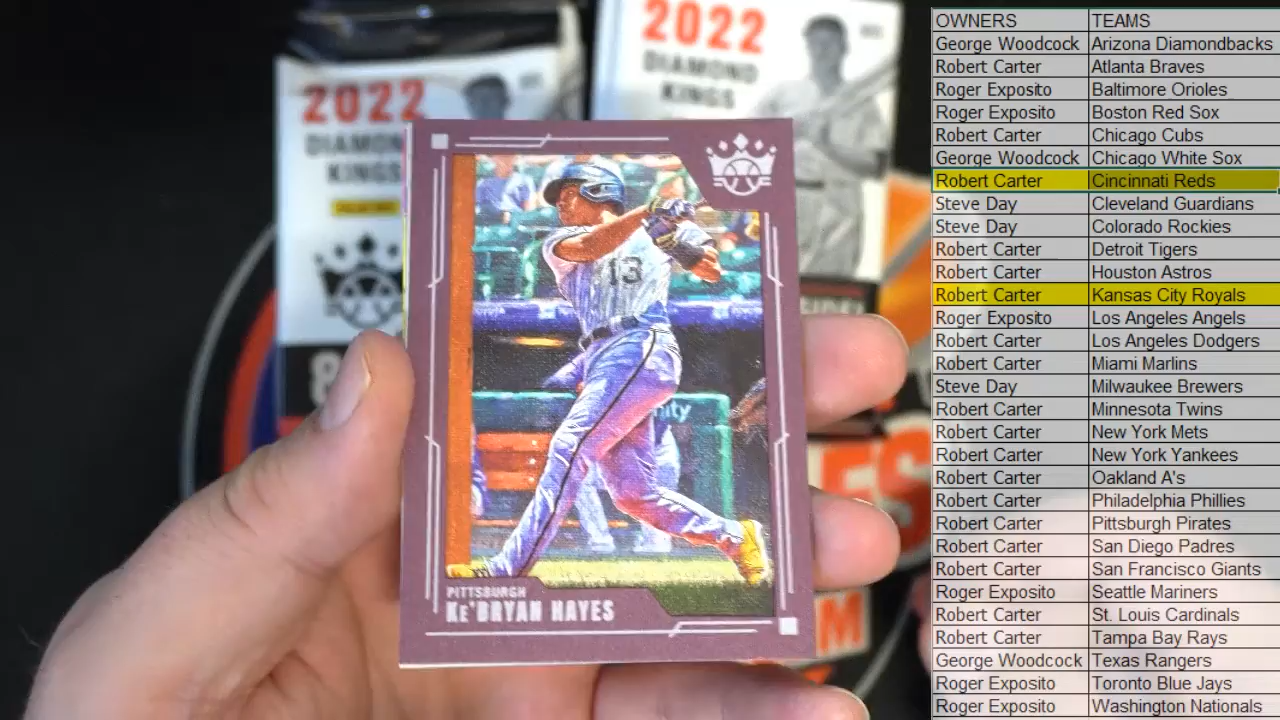 2022
DIAMOND
KINGS
2022
DIAMOND
KINGS
13
PITTSBURGH
KE'BRYAN HAYES
OWNERS TEAMS
George Woodcock Arizona Diamondbacks
Robert Carter Atlanta Braves
Roger Exposito Baltimore Orioles
Roger Exposito Boston Red Sox
Robert Carter Chicago Cubs
George Woodcock Chicago White Sox
Robert Carter Cincinnati Reds
Steve Day Cleveland Guardians
Steve Day Colorado Rockies
Robert Carter Detroit Tigers
Robert Carter Houston Astros
Robert Carter Kansas City Royals
Roger Exposito Los Angeles Angels
Robert Carter Los Angeles Dodgers
Robert Carter Miami Marlins
Steve Day Milwaukee Brewers
Robert Carter Minnesota Twins
Robert Carter New York Mets
Robert Carter New York Yankees
Robert Carter Oakland A's
Robert Carter Philadelphia Phillies
Robert Carter Pittsburgh Pirates
Robert Carter San Diego Padres
Robert Carter San Francisco Giants
Roger Exposito Seattle Mariners
Robert Carter St. Louis Cardinals
Robert Carter Tampa Bay Rays
George Woodcock Texas Rangers
Roger Exposito Toronto Blue Jays
Roger Exposito Washington Nationals